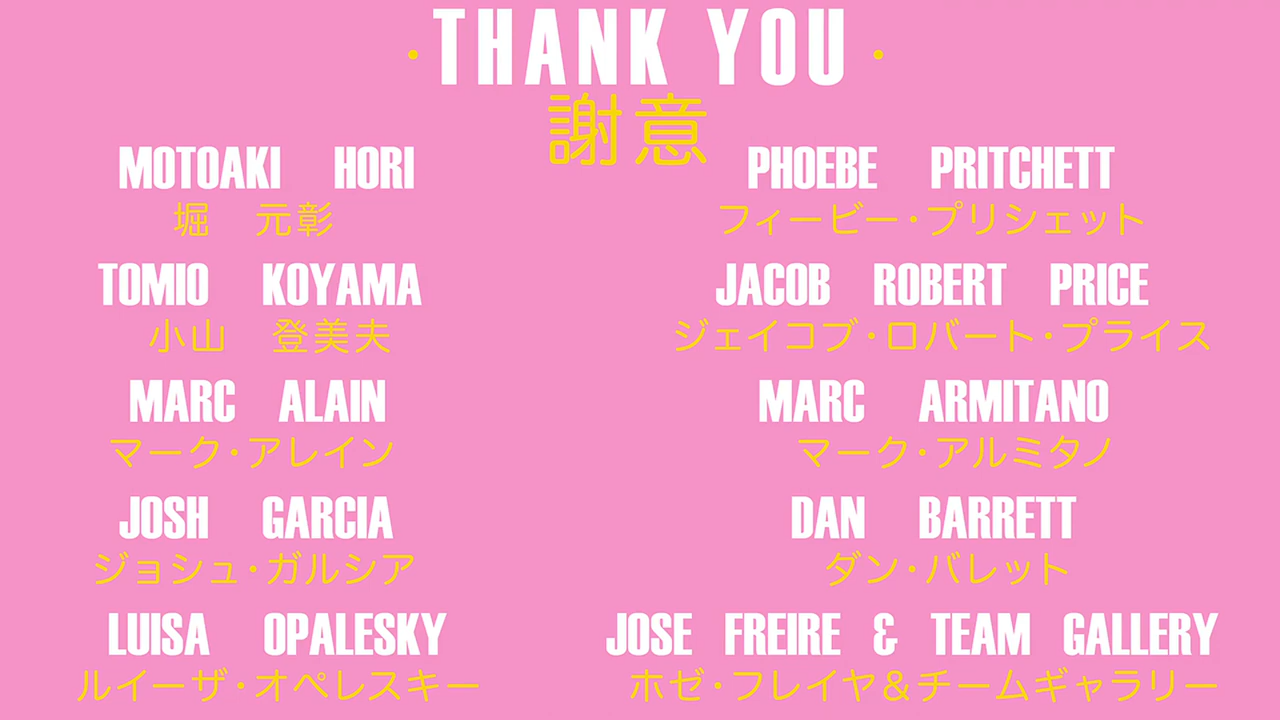 · THANK YOU ·
謝意
MOTOAKI HORI
堀 元彰
TOMIO KOYAMA
小山 登美夫
MARC ALAIN
マーク・アレイン
JOSH GARCIA
ジョシュ・ガルシア
LUISA OPALESKY
ルイーザ・オペレスキー
PHOEBE PRITCHETT
フィービー・プリシェット
JACOB ROBERT PRICE
ジェイコブ・ロバート・プライス
MARC ARMITANO
マーク・アルミタノ
DAN BARRETT
ダン・バレット
JOSE FREIRE & TEAM GALLERY
ホゼ・フレイヤ&チームギャラリー